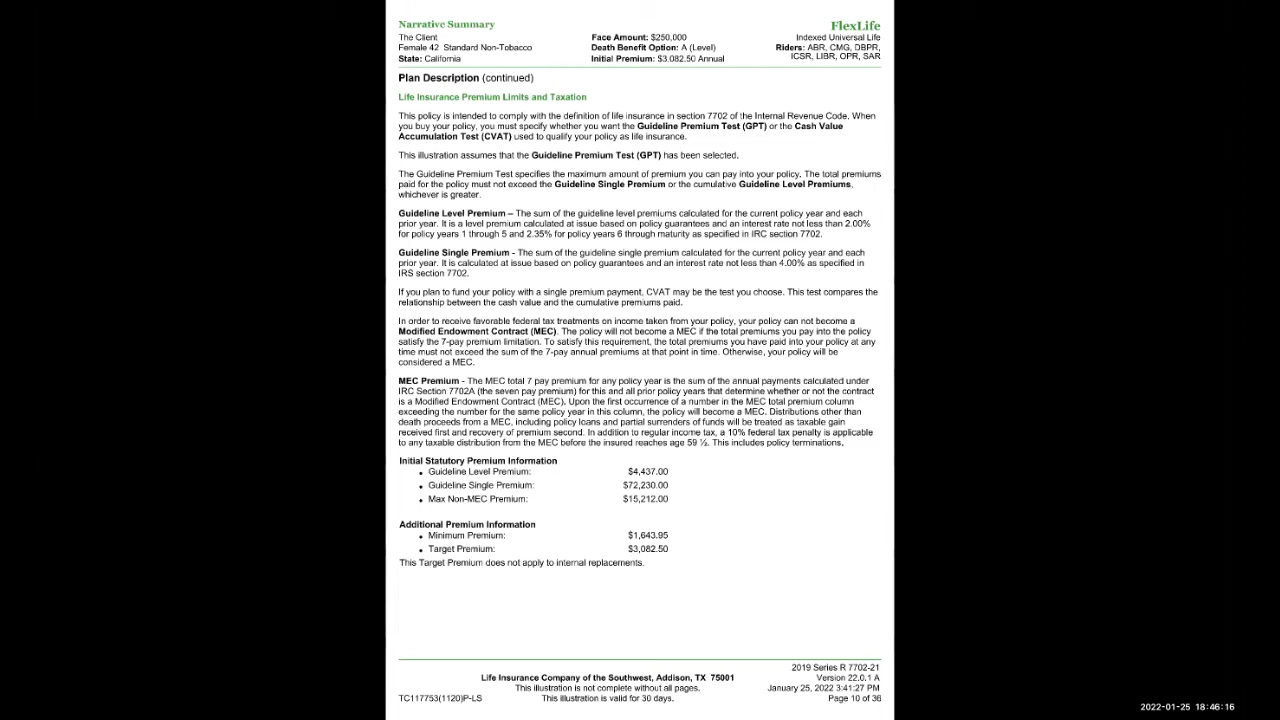 Narrative Summary
FlexLife
The Client
Face Amount: $250,000
Indexed Universal Life
Female 42 Standard Non-Tobacco
Death Benefit Option: A (Level)
Riders: ABR, CMG, DBPR,
State: California
Initial Premium: $3,082.50 Annual
ICSR, LIBR, OPR, SAR
Plan Description (continued)
Life Insurance Premium Limits and Taxation
This policy is intended to comply with the definition of life insurance in section 7702 of the Internal Revenue Code. When
you buy your policy, you must specify whether you want the Guideline Premium Test (GPT) or the Cash Value
Accumulation Test (CVAT) used to qualify your policy as life insurance.
This illustration assumes that the Guideline Premium Test (GPT) has been selected.
The Guideline Premium Test specifies the maximum amount of premium you can pay into your policy. The total premiums
paid for the policy must not exceed the Guideline Single Premium or the cumulative Guideline Level Premiums,
whichever is greater.
Guideline Level Premium – The sum of the guideline level premiums calculated for the current policy year and each
prior year. It is a level premium calculated at issue based on policy guarantees and an interest rate not less than 2.00%
for policy years 1 through 5 and 2.35% for policy years 6 through maturity as specified in IRC section 7702.
Guideline Single Premium - The sum of the guideline single premium calculated for the current policy year and each
prior year. It is calculated at issue based on policy guarantees and an interest rate not less than 4.00% as specified in
IRS section 7702.
If you plan to fund your policy with a single premium payment, CVAT may be the test you choose. This test compares the
relationship between the cash value and the cumulative premiums paid.
In order to receive favorable federal tax treatments on income taken from your policy, your policy can not become a
Modified Endowment Contract (MEC). The policy will not become a MEC if the total premiums you pay into the policy
satisfy the 7-pay premium limitation. To satisfy this requirement, the total premiums you have paid into your policy at any
time must not exceed the sum of the 7-pay annual premiums at that point in time. Otherwise, your policy will be
considered a MEC.
MEC Premium - The MEC total 7 pay premium for any policy year is the sum of the annual payments calculated under
IRC Section 7702A (the seven pay premium) for this and all prior policy years that determine whether or not the contract
is a Modified Endowment Contract (MEC). Upon the first occurrence of a number in the MEC total premium column
exceeding the number for the same policy year in this column, the policy will become a MEC. Distributions other than
death proceeds from a MEC, including policy loans and partial surrenders of funds will be treated as taxable gain
received first and recovery of premium second. In addition to regular income tax, a 10% federal tax penalty is applicable
to any taxable distribution from the MEC before the insured reaches age 59 ½. This includes policy terminations.
Initial Statutory Premium Information
• Guideline Level Premium: $4,437.00
• Guideline Single Premium: $72,230.00
• Max Non-MEC Premium: $15,212.00
Additional Premium Information
• Minimum Premium: $1,643.95
• Target Premium: $3,082.50
This Target Premium does not apply to internal replacements.
2019 Series R 7702-21
Life Insurance Company of the Southwest, Addison, TX 75001
Version 22.0.1 A
This illustration is not complete without all pages.
January 25, 2022 3:41:27 PM
TC117753(1120)P-LS
This illustration is valid for 30 days.
Page 10 of 36
2022-01-25 18:46:16